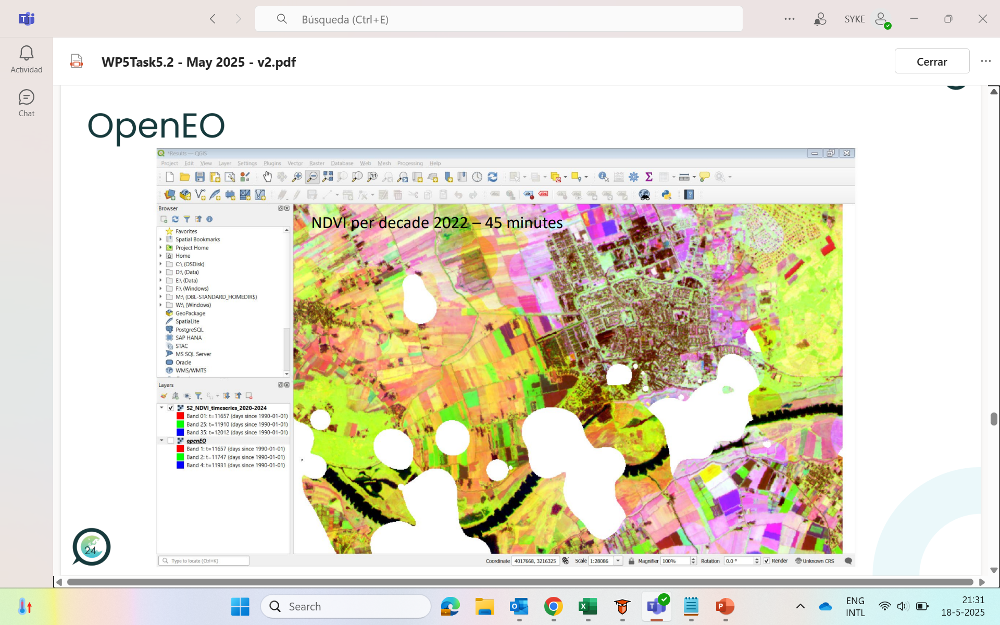 Búsqueda (Ctrl+E)
SYKE
Actividad
Chat
WP5Task5.2 - May 2025 - v2.pdf
Cerrar
OpenEO
*Results — QGIS
Project Edit View Layer Settings Plugins Vector Raster Database Web Mesh Processing Help
Browser
Favorites
Spatial Bookmarks
Project Home
Home
C:\ (OSDisk)
D:\ (Data)
E:\ (Data)
F:\ (Windows)
M:\ (DBL-STANDARD_HOMEDIR$)
W:\ (Windows)
GeoPackage
SpatiaLite
PostgreSQL
SAP HANA
STAC
MS SQL Server
Oracle
WMS/WMTS
Layers
S2_NDVI_timeseries_2020-2024
Band 01: t=11657 (days since 1990-01-01)
Band 25: t=11910 (days since 1990-01-01)
Band 35: t=12012 (days since 1990-01-01)
openEO
Band 1: t=11657 (days since 1990-01-01)
Band 2: t=11747 (days since 1990-01-01)
Band 4: t=11931 (days since 1990-01-01)
NDVI per decade 2022 – 45 minutes
Type to locate (Ctrl+K)
Coordinate 4017668, 3216325 Scale 1:28086 Magnifier 100% Rotation 0.0 ° Render Unknown CRS
24
Search
ENG
INTL
21:31
18-5-2025